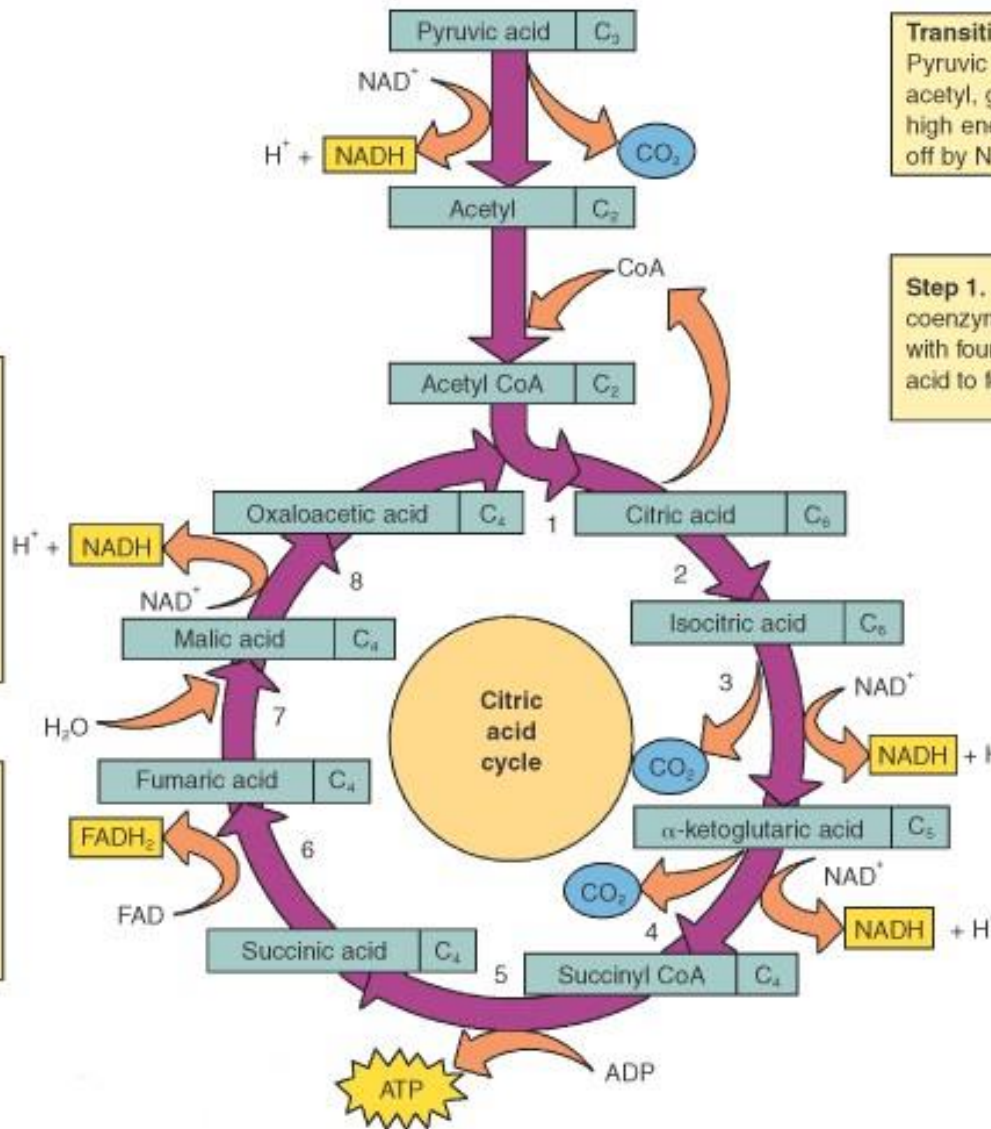 Pyruvic acid C₃
NAD⁺
H⁺ + NADH
CO₂
Acetyl C₂
CoA
Acetyl CoA C₂
Transiti
Pyruvic
acetyl, g
high ene
off by N
Step 1.
coenzyn
with four
acid to f
Oxaloacetic acid C₄
1
Citric acid C₆
H⁺ + NADH
NAD⁺
8
2
Malic acid C₄
Isocitric acid C₆
7
H₂O
3
NAD⁺
CO₂
NADH + H
Citric
acid
cycle
Fumaric acid C₄
α-ketoglutaric acid C₅
FADH₂
6
FAD
CO₂
NAD⁺
4
NADH + H
Succinic acid C₄
5
Succinyl CoA C₄
ATP
ADP